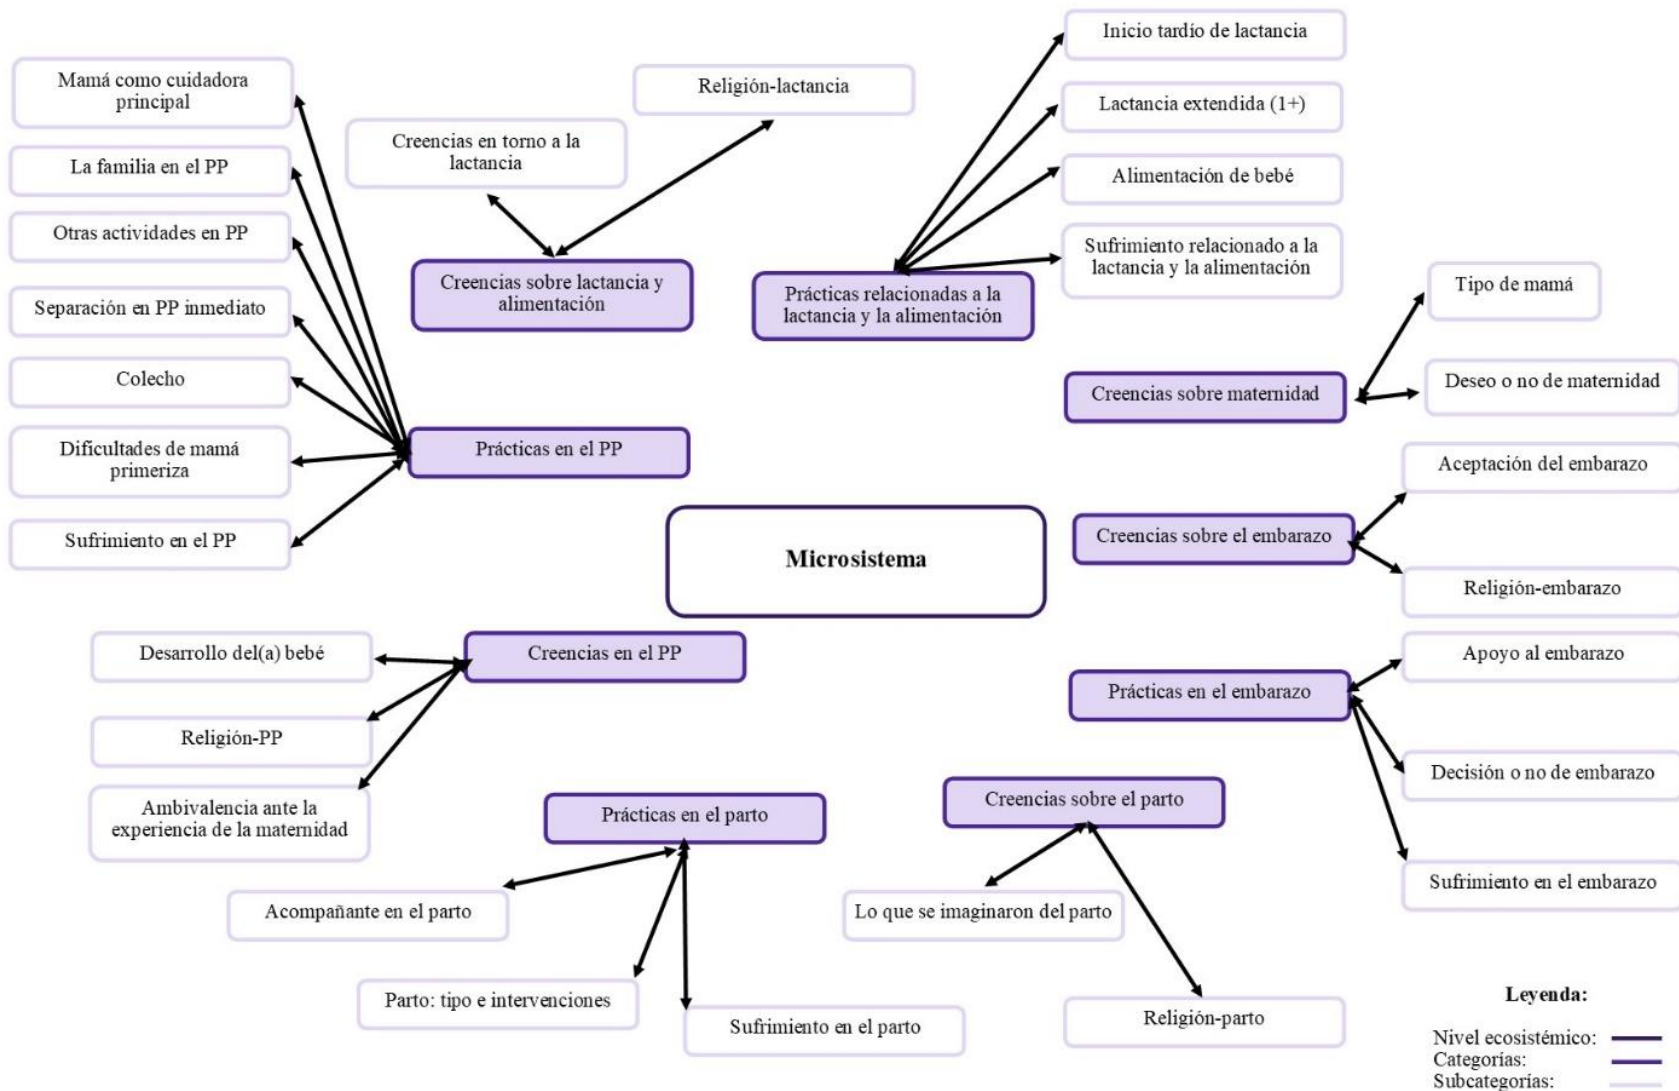 Inicio tardío de lactancia
Mamá como cuidadora
principal
Religión-lactancia
Lactancia extendida (1+)
Creencias en torno a la
lactancia
La familia en el PP
Alimentación de bebé
Otras actividades en PP
Sufrimiento relacionado a la
lactancia y la alimentación
Creencias sobre lactancia y
alimentación
Prácticas relacionadas a la
lactancia y la alimentación
Tipo de mamá
Separación en PP inmediato
Colecho
Creencias sobre maternidad
Deseo o no de maternidad
Dificultades de mamá
primeriza
Prácticas en el PP
Aceptación del embarazo
Sufrimiento en el PP
Creencias sobre el embarazo
Microsistema
Religión-embarazo
Desarrollo del(a) bebé
Creencias en el PP
Apoyo al embarazo
Prácticas en el embarazo
Religión-PP
Decisión o no de embarazo
Ambivalencia ante la
experiencia de la maternidad
Prácticas en el parto
Creencias sobre el parto
Sufrimiento en el embarazo
Acompañante en el parto
Lo que se imaginaron del parto
Parto: tipo e intervenciones
Sufrimiento en el parto
Religión-parto
Leyenda:
Nivel ecosistémico:
Categorías:
Subcategorías: